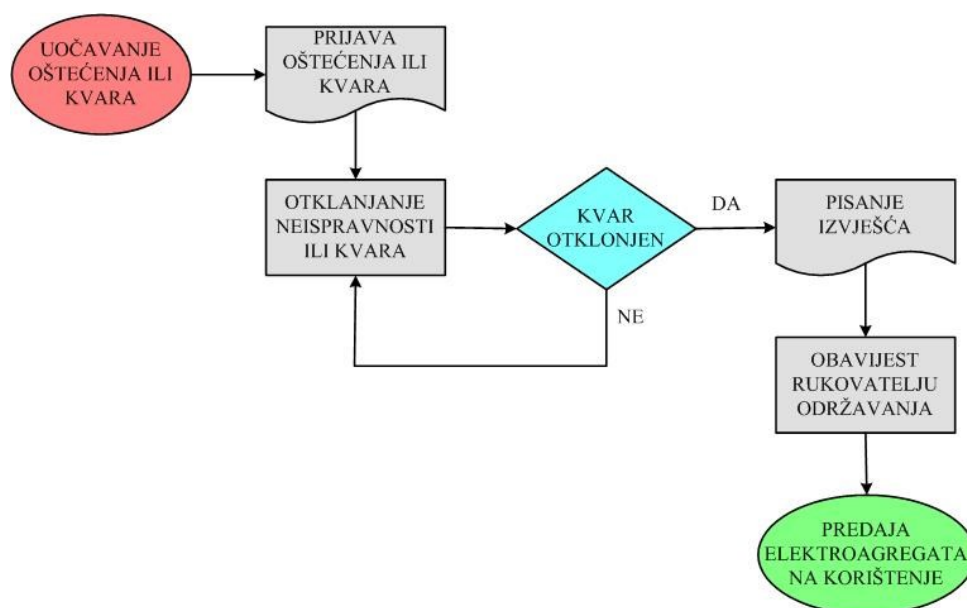 UOČAVANJE
OŠTEĆENJA ILI
KVARA
PRIJAVA
OŠTEĆENJA ILI
KVARA
OTKLANJANJE
NEISPRAVNOSTI
ILI KVARA
KVAR
OTKLONJEN
DA
NE
PISANJE
IZVJEŠĆA
OBAVIJEST
RUKOVATELJU
ODRŽAVANJA
PREDAJA
ELEKTROAGREGATA
NA KORIŠTENJE